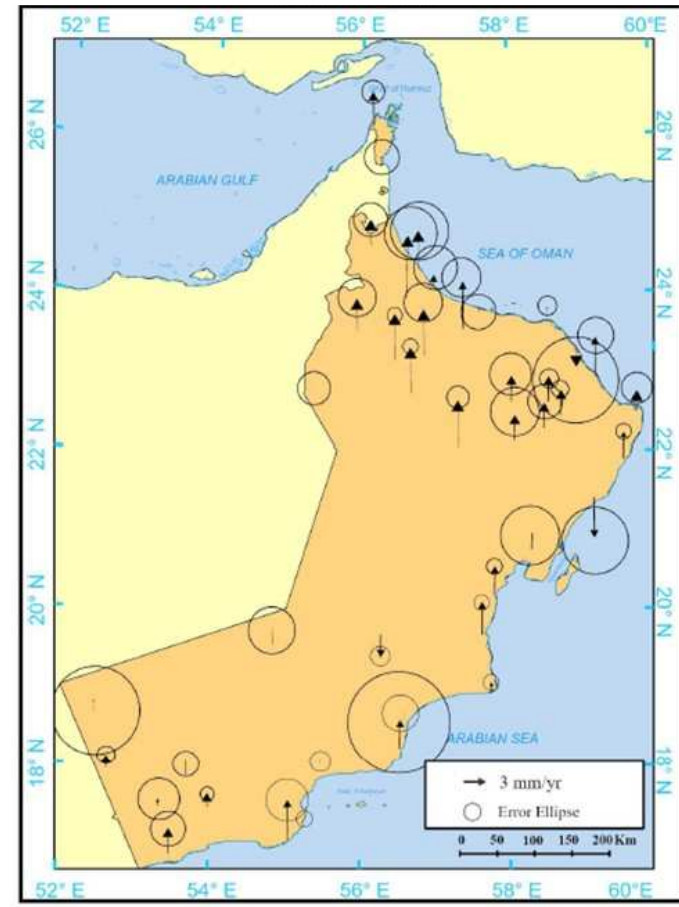 52° E 54° E 56° E 58° E 60° E
26° N
26° N
ARABIAN GULF
SEA OF OMAN
24° N
24° N
22° N
22° N
20° N
20° N
18° N
18° N
ARABIAN SEA
3 mm/yr
Error Ellipse
0 50 100 150 200 Km
52° E 54° E 56° E 58° E 60° E